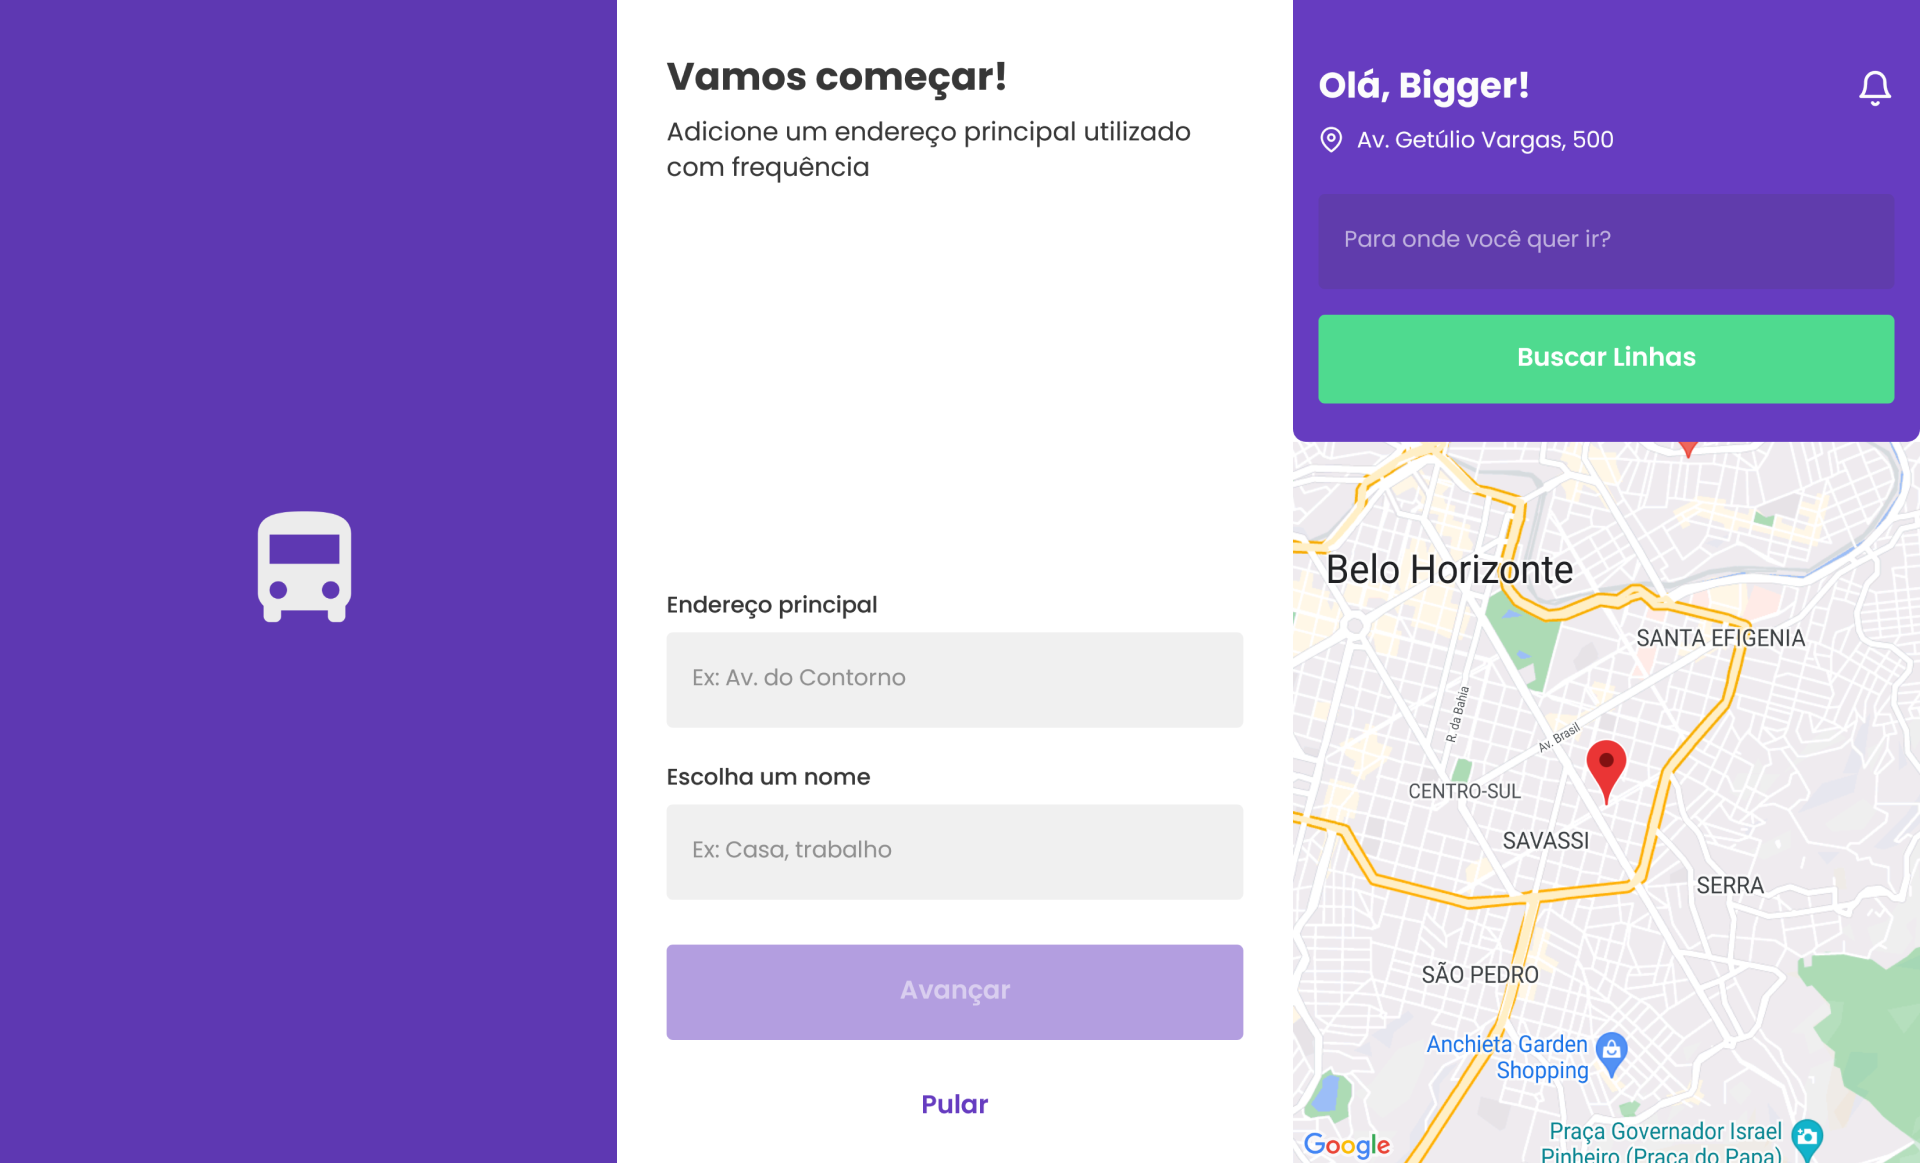 Vamos começar!
Adicione um endereço principal utilizado
com frequência
Endereço principal
Ex: Av. do Contorno
Escolha um nome
Ex: Casa, trabalho
Avançar
Pular
Olá, Bigger!
Av. Getúlio Vargas, 500
Para onde você quer ir?
Buscar Linhas
Belo Horizonte
SANTA EFIGENIA
R. da Bahia
Av. Brasil
CENTRO-SUL
SAVASSI
SERRA
SÃO PEDRO
Anchieta Garden
Shopping
Praça Governador Israel
Pinheiro (Praça do Papa)
Google